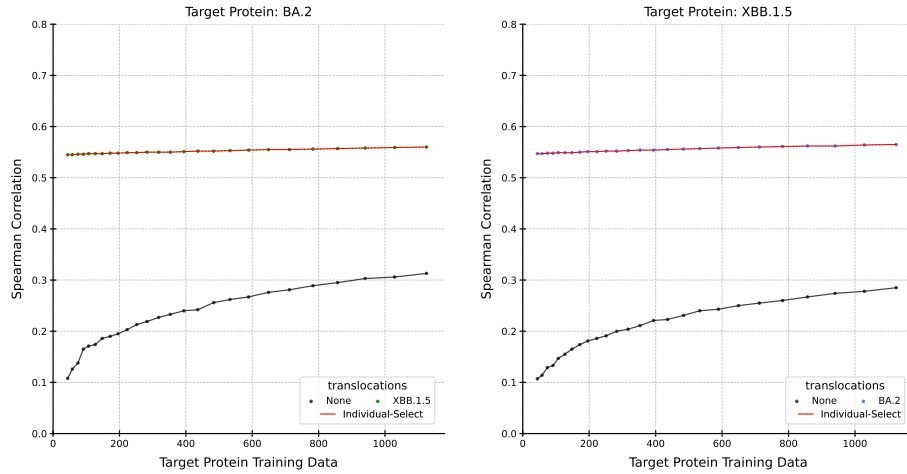 Target Protein: BA.2
0.8
0.7
0.6
0.5
0.4
0.3
0.2
0.1
0.0
Spearman Correlation
0 200 400 600 800 1000
Target Protein Training Data
translocations
None XBB.1.5
Individual-Select
Target Protein: XBB.1.5
0.8
0.7
0.6
0.5
0.4
0.3
0.2
0.1
0.0
Spearman Correlation
0 200 400 600 800 1000
Target Protein Training Data
translocations
None BA.2
Individual-Select